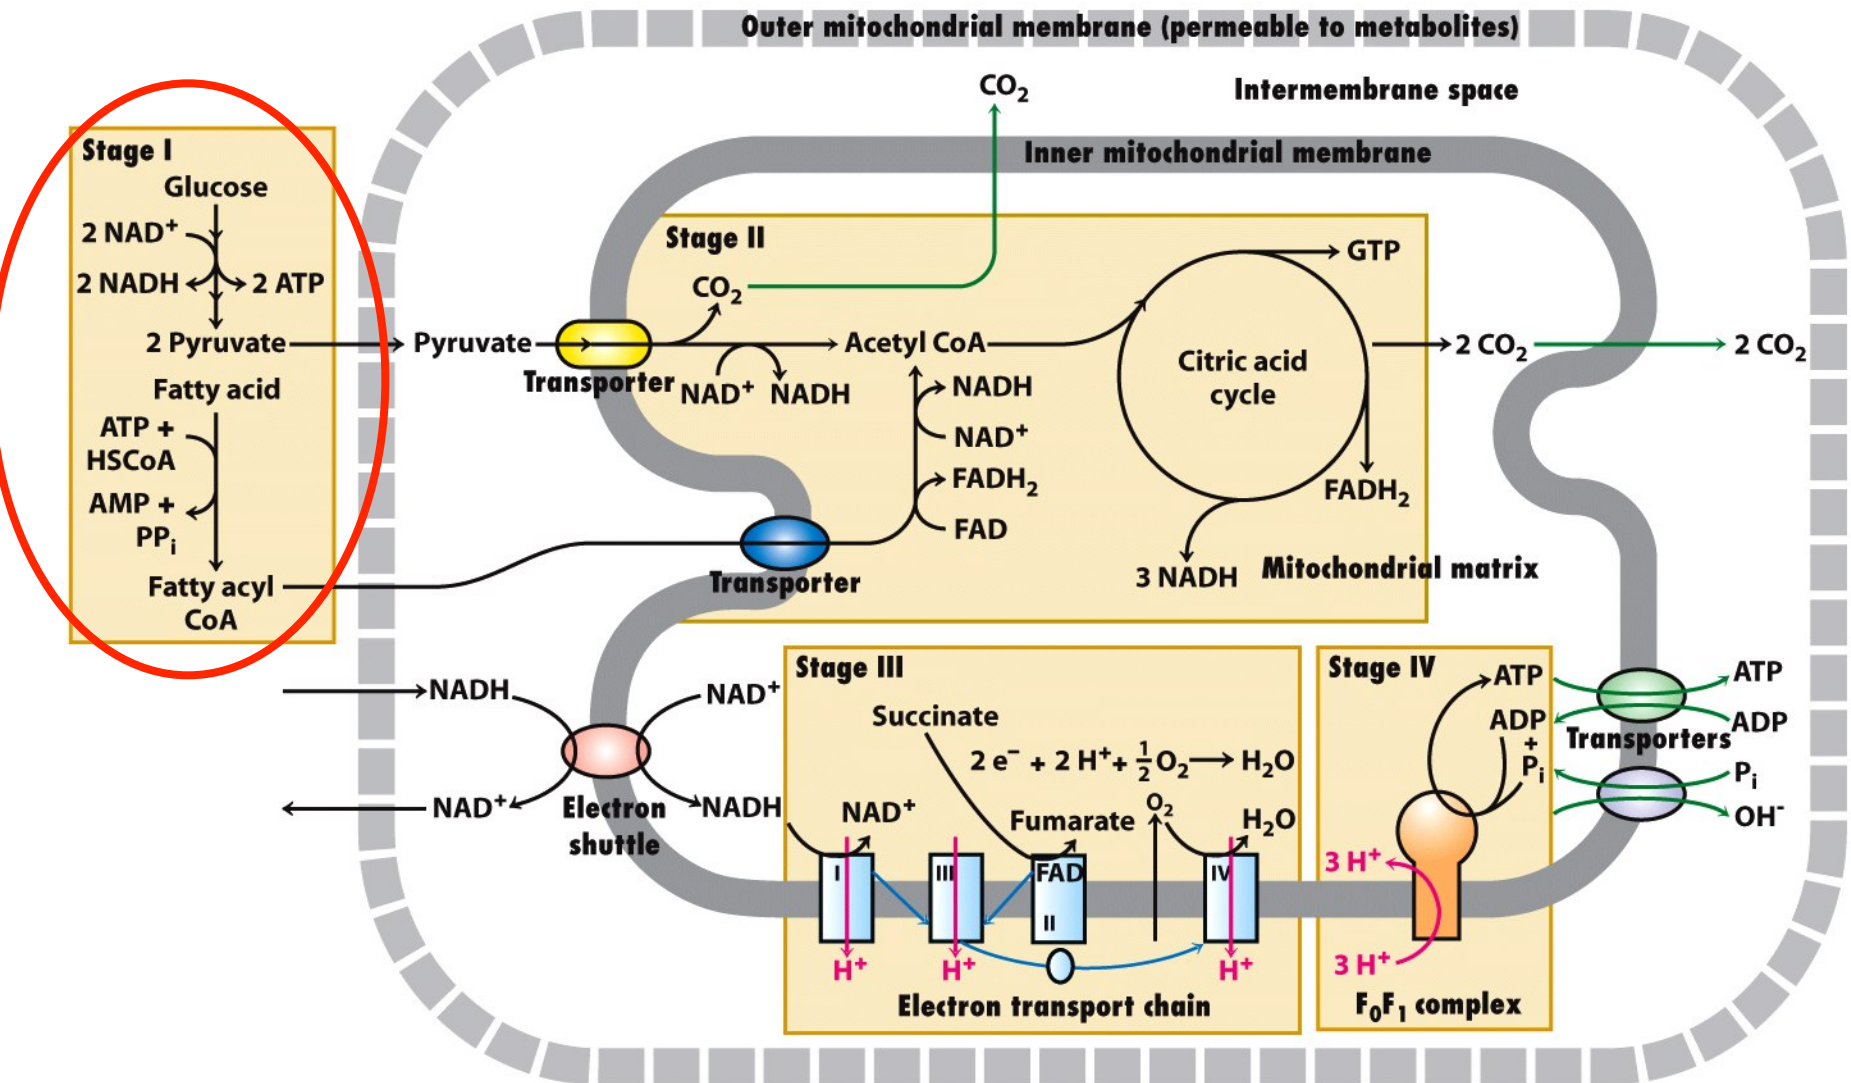 Outer mitochondrial membrane (permeable to metabolites)
CO₂
Intermembrane space
Inner mitochondrial membrane
Stage I
Glucose
2 NAD⁺
2 NADH
2 ATP
2 Pyruvate
Fatty acid
ATP +
HSCoA
AMP +
PPᵢ
Fatty acyl
CoA
Stage II
CO₂
Pyruvate
Transporter
NAD⁺
NADH
Acetyl CoA
NADH
NAD⁺
FADH₂
FAD
Transporter
Citric acid
cycle
GTP
2 CO₂
2 CO₂
FADH₂
3 NADH
Mitochondrial matrix
NADH
NAD⁺
NAD⁺
NADH
Electron
shuttle
Stage III
Succinate
2 e⁻ + 2 H⁺ + ½ O₂ → H₂O
NAD⁺
Fumarate
O₂
H₂O
I
III
FAD
II
IV
H⁺
H⁺
H⁺
Electron transport chain
Stage IV
ATP
ADP
+
Pᵢ
3 H⁺
3 H⁺
F₀F₁ complex
ATP
ADP
Transporters
Pᵢ
OH⁻